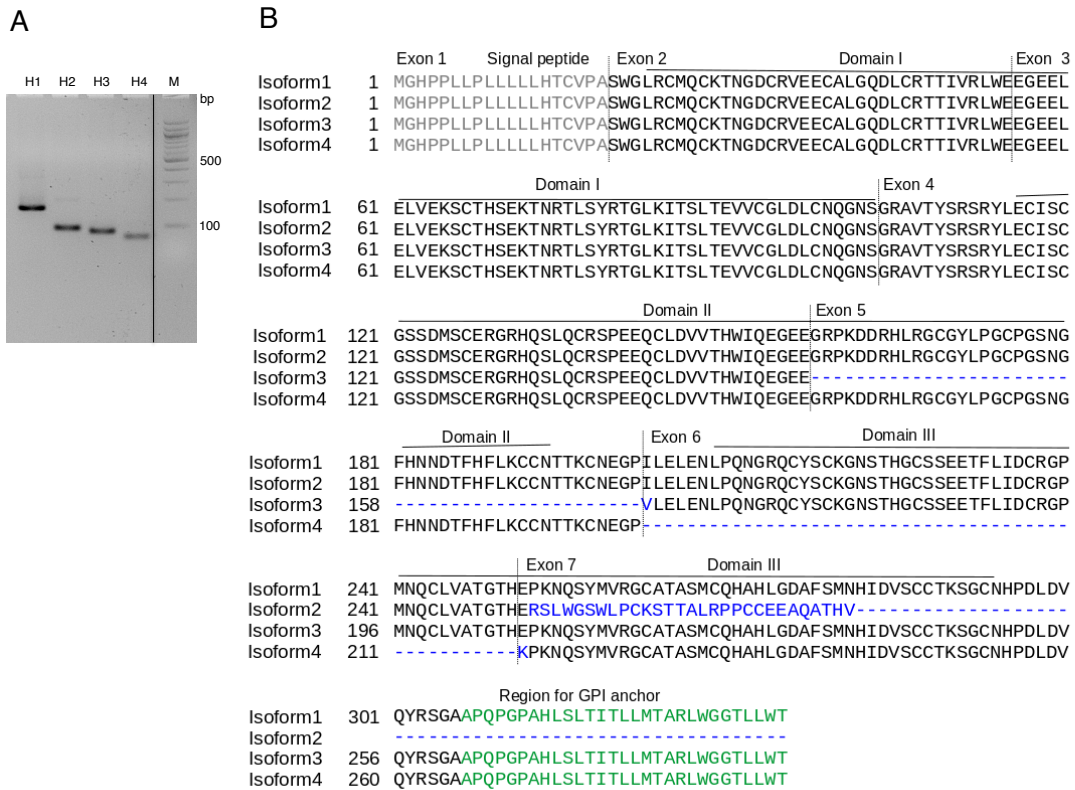 A
H1 H2 H3 H4 M
bp
500
100
B
Exon 1 Signal peptide Exon 2 Domain I Exon 3
Isoform1 1 MGHPPLLPLLLLLHTCVPASWGLRCMQCKTNGDCRVEECALGQDLCRTTIVRLWEEGEEL
Isoform2 1 MGHPPLLPLLLLLHTCVPASWGLRCMQCKTNGDCRVEECALGQDLCRTTIVRLWEEGEEL
Isoform3 1 MGHPPLLPLLLLLHTCVPASWGLRCMQCKTNGDCRVEECALGQDLCRTTIVRLWEEGEEL
Isoform4 1 MGHPPLLPLLLLLHTCVPASWGLRCMQCKTNGDCRVEECALGQDLCRTTIVRLWEEGEEL
Domain I Exon 4
Isoform1 61 ELVEKSCTHSEKTNRTLSYRTGLKITSLTEVVCGLDLCNQGNSGRAVTYSRSRYLECISC
Isoform2 61 ELVEKSCTHSEKTNRTLSYRTGLKITSLTEVVCGLDLCNQGNSGRAVTYSRSRYLECISC
Isoform3 61 ELVEKSCTHSEKTNRTLSYRTGLKITSLTEVVCGLDLCNQGNSGRAVTYSRSRYLECISC
Isoform4 61 ELVEKSCTHSEKTNRTLSYRTGLKITSLTEVVCGLDLCNQGNSGRAVTYSRSRYLECISC
Domain II Exon 5
Isoform1 121 GSSDMSCERGRHQSLQCRSPEEQCLDVVTHWIQEGEEGRPKDDRHLRGCGYLPGCPGSNG
Isoform2 121 GSSDMSCERGRHQSLQCRSPEEQCLDVVTHWIQEGEEGRPKDDRHLRGCGYLPGCPGSNG
Isoform3 121 GSSDMSCERGRHQSLQCRSPEEQCLDVVTHWIQEGEE-----------------------
Isoform4 121 GSSDMSCERGRHQSLQCRSPEEQCLDVVTHWIQEGEEGRPKDDRHLRGCGYLPGCPGSNG
Domain II Exon 6 Domain III
Isoform1 181 FHNNDTFHFLKCCNTTKCNEGPILELENLPQNGRQCYSCKGNSTHGCSSEETFLIDCRGP
Isoform2 181 FHNNDTFHFLKCCNTTKCNEGPILELENLPQNGRQCYSCKGNSTHGCSSEETFLIDCRGP
Isoform3 158 ----------------------VLELENLPQNGRQCYSCKGNSTHGCSSEETFLIDCRGP
Isoform4 181 FHNNDTFHFLKCCNTTKCNEGP--------------------------------------
Exon 7 Domain III
Isoform1 241 MNQCLVATGTHEPKNQSYMVRGCATASMCQHAHLGDAFSMNHIDVSCCTKSGCNHPDLDV
Isoform2 241 MNQCLVATGTHERSLWGSWLPCKSTTALRPPCCEEAQATHV-------------------
Isoform3 196 MNQCLVATGTHEPKNQSYMVRGCATASMCQHAHLGDAFSMNHIDVSCCTKSGCNHPDLDV
Isoform4 211 -----------KPKNQSYMVRGCATASMCQHAHLGDAFSMNHIDVSCCTKSGCNHPDLDV
Region for GPI anchor
Isoform1 301 QYRSGAAPQPGPAHLSLTITLLMTARLWGGTLLWT
Isoform2 -----------------------------------
Isoform3 256 QYRSGAAPQPGPAHLSLTITLLMTARLWGGTLLWT
Isoform4 260 QYRSGAAPQPGPAHLSLTITLLMTARLWGGTLLWT